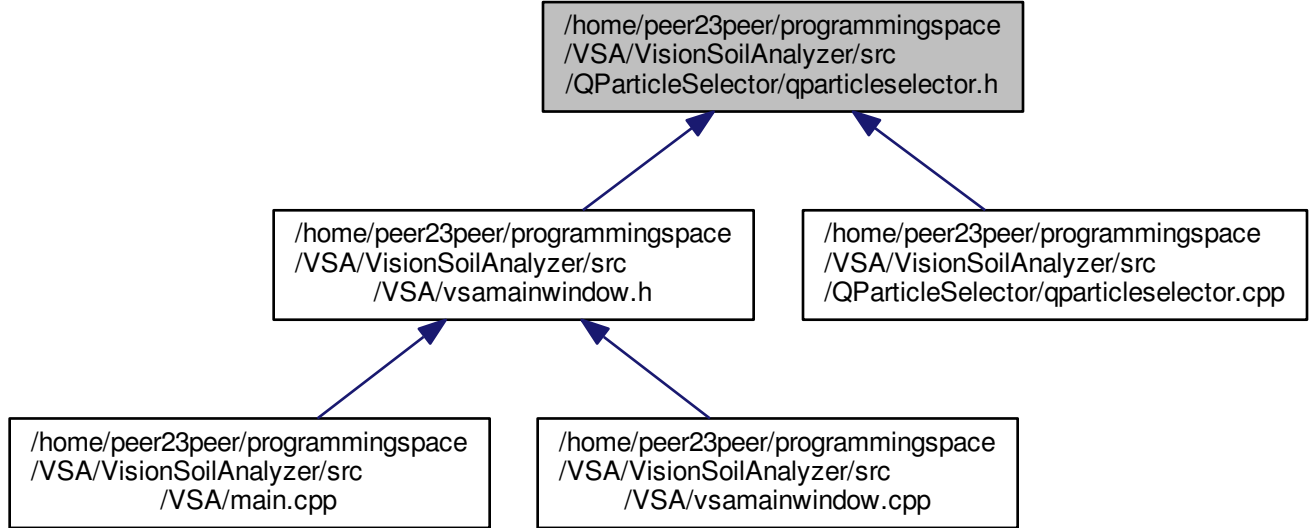 /home/peer23peer/programmingspace
/VSA/VisionSoilAnalyzer/src
/QParticleSelector/qparticleselector.h
/home/peer23peer/programmingspace
/VSA/VisionSoilAnalyzer/src
/VSA/vsamainwindow.h
/home/peer23peer/programmingspace
/VSA/VisionSoilAnalyzer/src
/QParticleSelector/qparticleselector.cpp
/home/peer23peer/programmingspace
/VSA/VisionSoilAnalyzer/src
/VSA/main.cpp
/home/peer23peer/programmingspace
/VSA/VisionSoilAnalyzer/src
/VSA/vsamainwindow.cpp